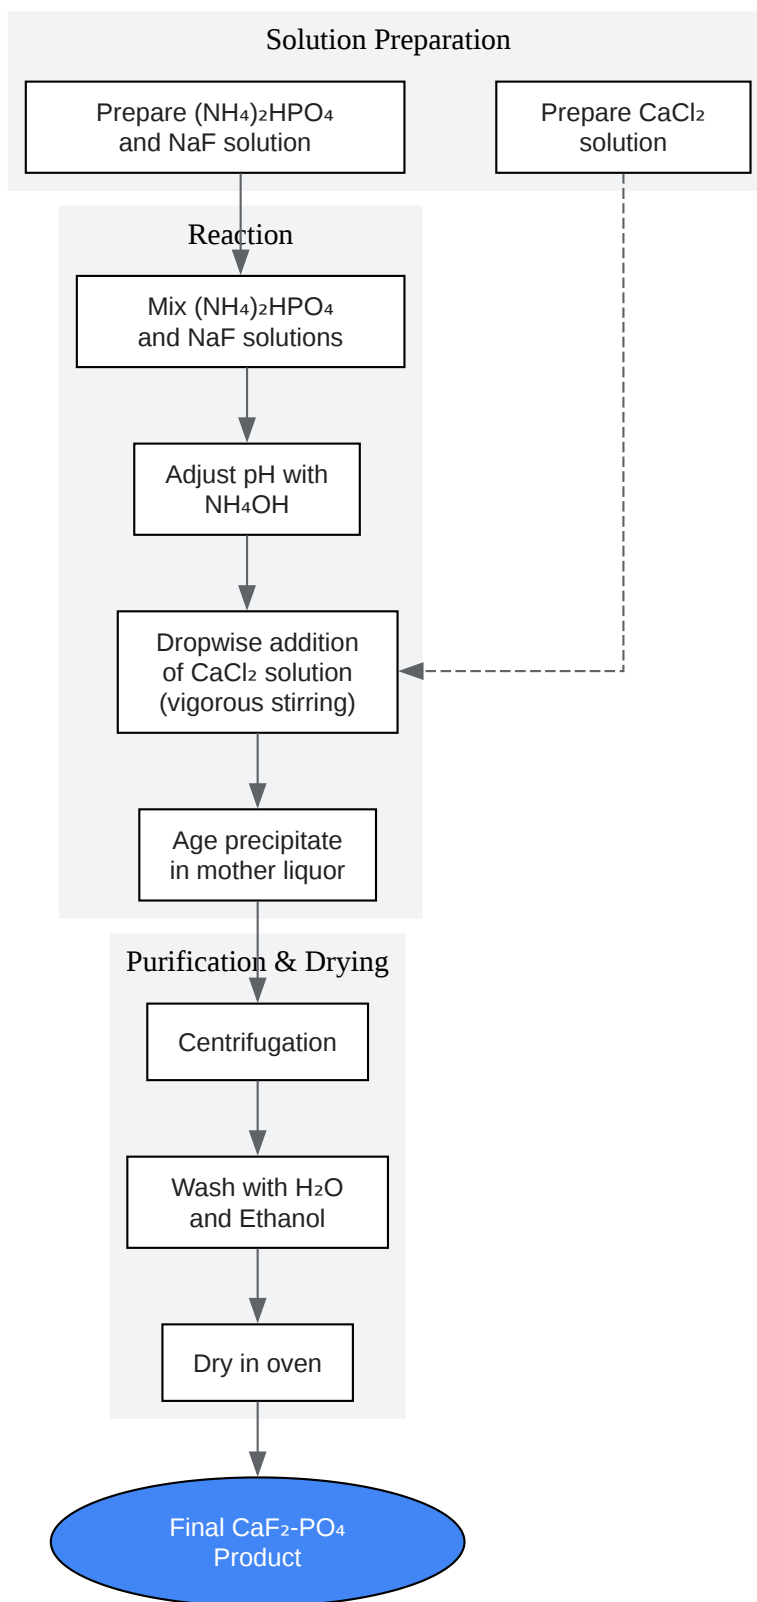 Solution Preparation
Prepare (NH₄)₂HPO₄
and NaF solution
Prepare CaCl₂
solution
Reaction
Mix (NH₄)₂HPO₄
and NaF solutions
Adjust pH with
NH₄OH
Dropwise addition
of CaCl₂ solution
(vigorous stirring)
Age precipitate
in mother liquor
Purification & Drying
Centrifugation
Wash with H₂O
and Ethanol
Dry in oven
Final CaF₂-PO₄
Product